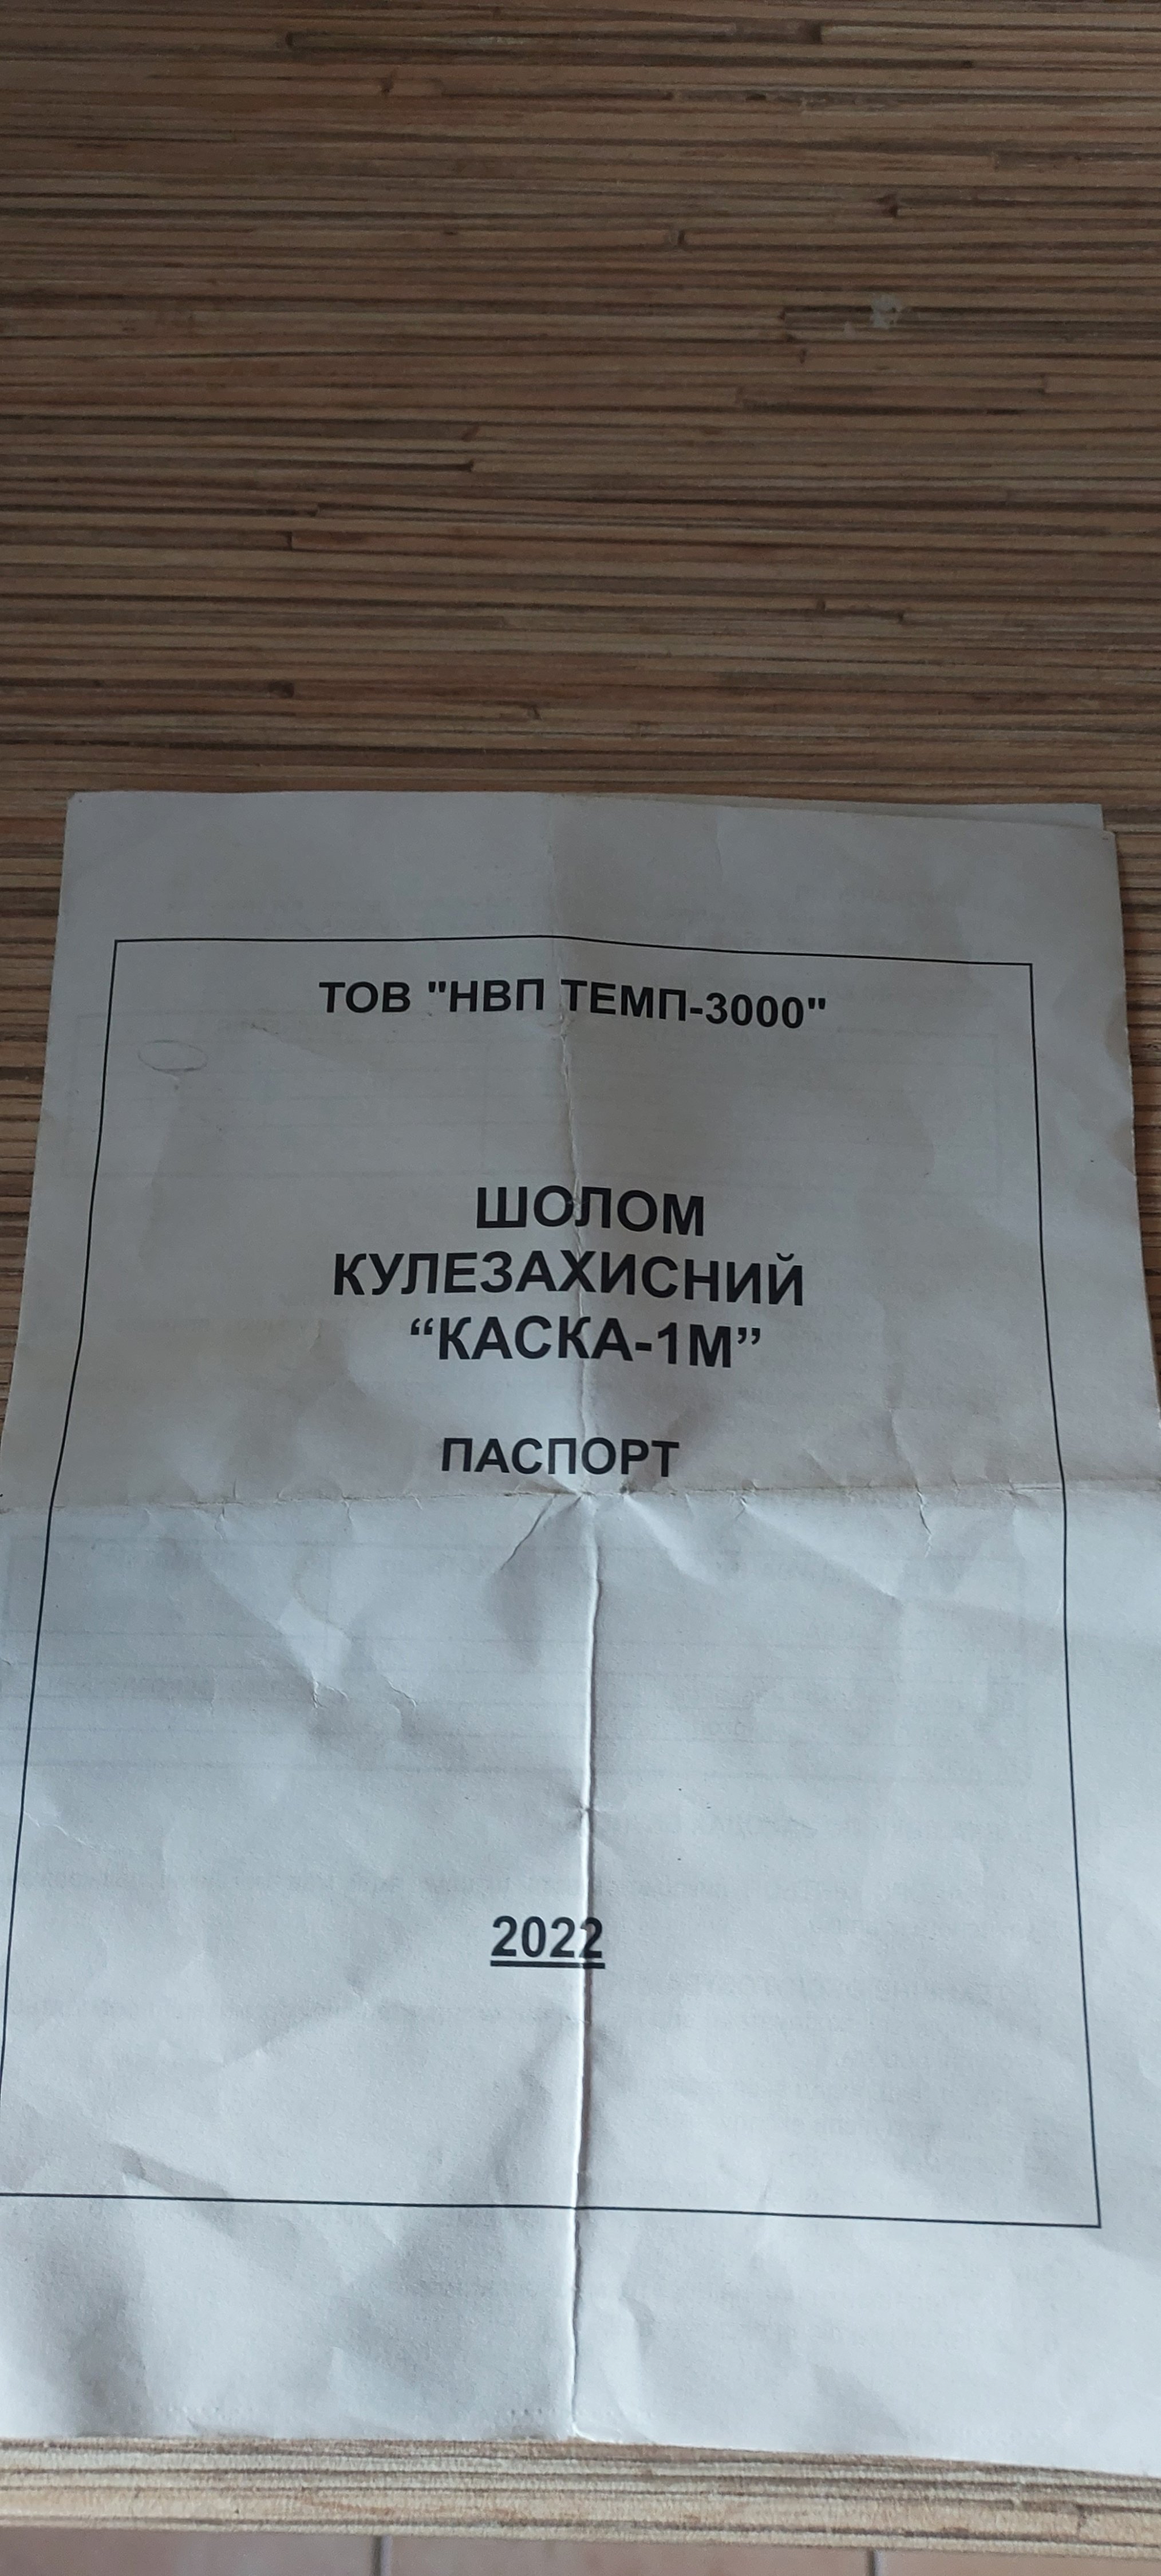 ТОВ "НВП ТЕМП-3000"
ШОЛОМ
КУЛЕЗАХИСНИЙ
“КАСКА-1М”
ПАСПОРТ
2022